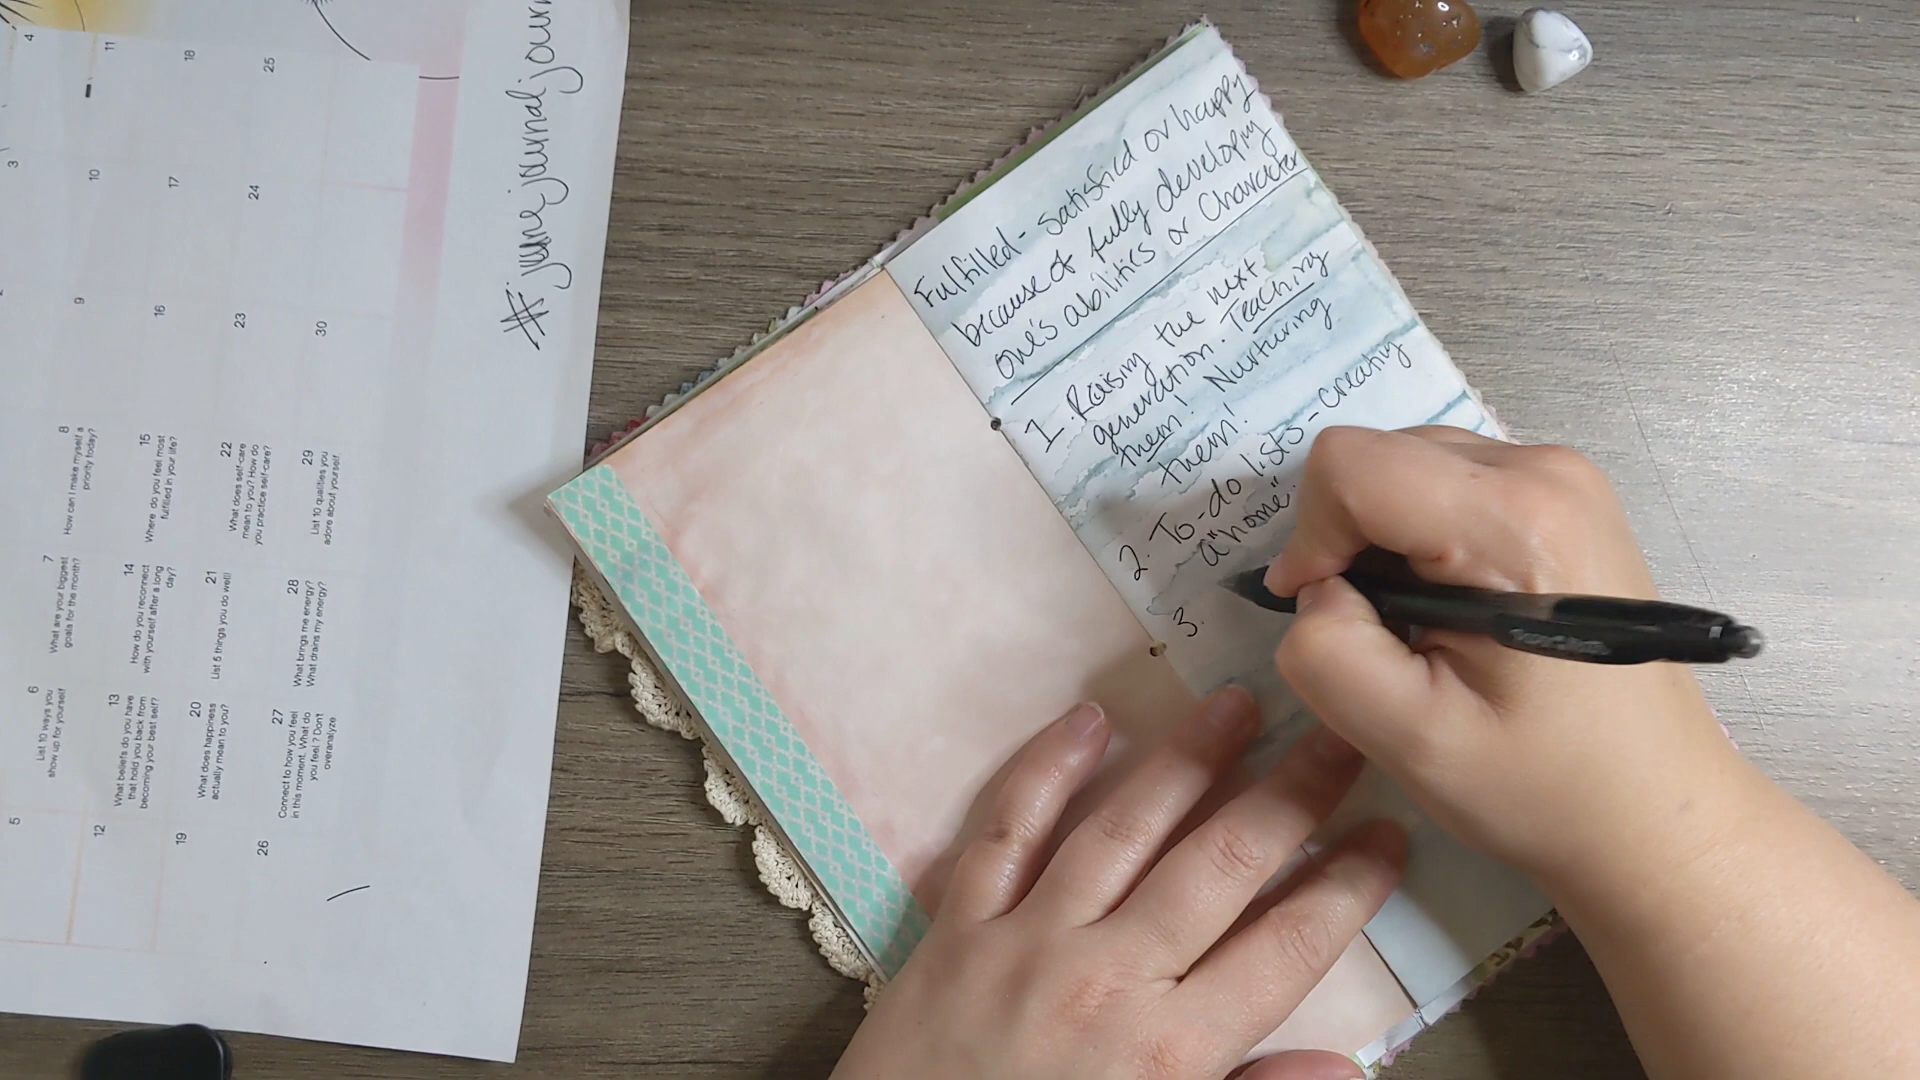 #junejournaljourn
4
11
18
25
3
10
17
24
9
16
23
30
8
How can I make myself a
priority today?
15
Where do you feel most
fulfilled in your life?
22
What does self-care
mean to you? How do
you practice self-care?
29
List 10 qualities you
adore about yourself.
7
What are your biggest
goals for the month?
14
How do you reconnect
with yourself after a long
day?
21
List 5 things you do well!
28
What brings me energy?
What drains my energy?
6
List 10 ways you
show up for yourself
13
What beliefs do you have
that hold you back from
becoming your best self?
20
What does happiness
actually mean to you?
27
Connect to how you feel
in this moment. What do
you feel? Don't
overanalyze
5
12
19
26
Fulfilled - Satisfied or happy
because of fully developing
one's abilities or character
1. Raising the next
generation. Teaching
them! Nurturing
them!
2. To-do lists - creating
a "home".
3.